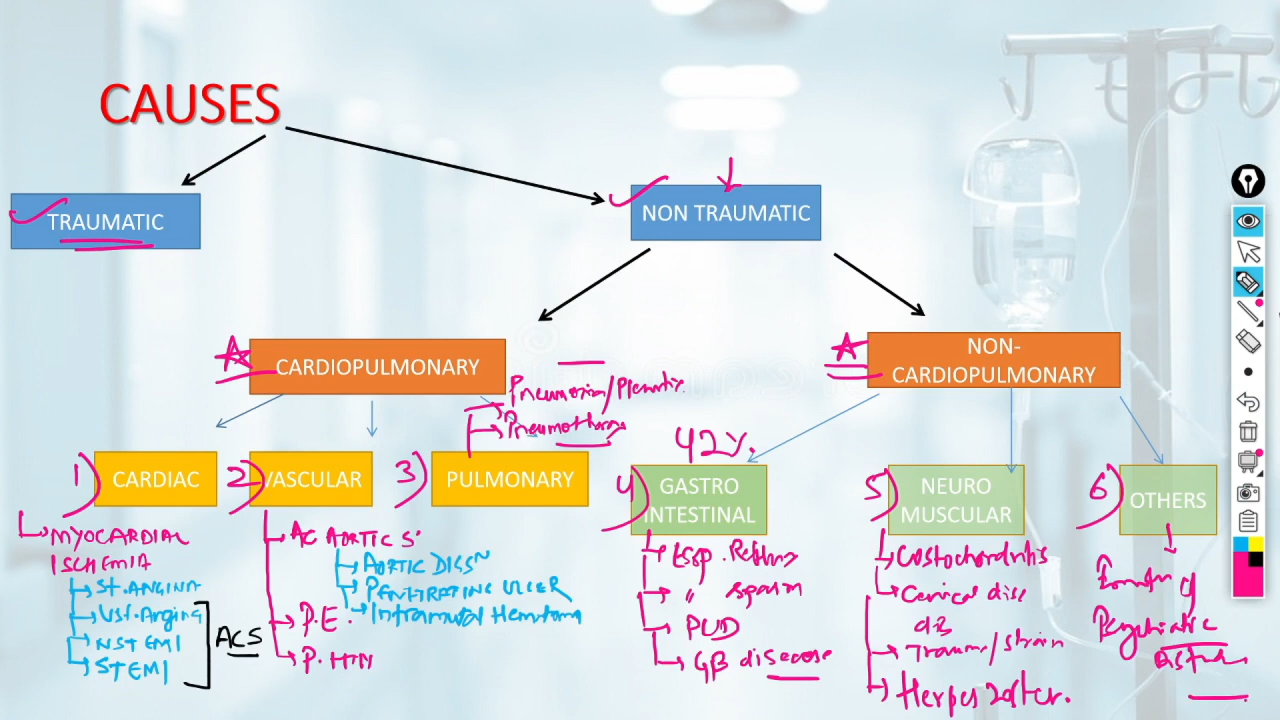 CAUSES
TRAUMATIC
NON TRAUMATIC
CARDIOPULMONARY
NON-
CARDIOPULMONARY
Pneumonia/Pleuritis
Pneumothorax
1) CARDIAC
2) VASCULAR
3) PULMONARY
42%.
4) GASTRO
INTESTINAL
5) NEURO
MUSCULAR
6) OTHERS
MYOCARDIAL
ISCHEMIA
ST. ANGINA
Ust. Angina
NSTEMI
STEMI
ACS
AC AORTIC S'
AORTIC DISSN
PENETRATING ULCER
Intramural Hematoma
P.E.
P. HTN
Esop. Reflux
" spasm
PUD
GB disease
Costochondritis
Cervical disc
Trauma/strain
Herpes Zoster.
Psychiatric